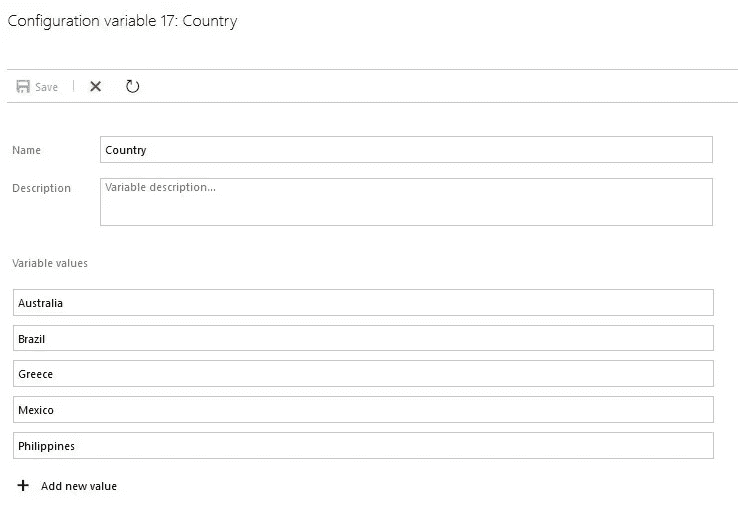 Configuration variable 17: Country
Save
Name
Country
Description
Variable description...
Variable values
Australia
Brazil
Greece
Mexico
Philippines
Add new value